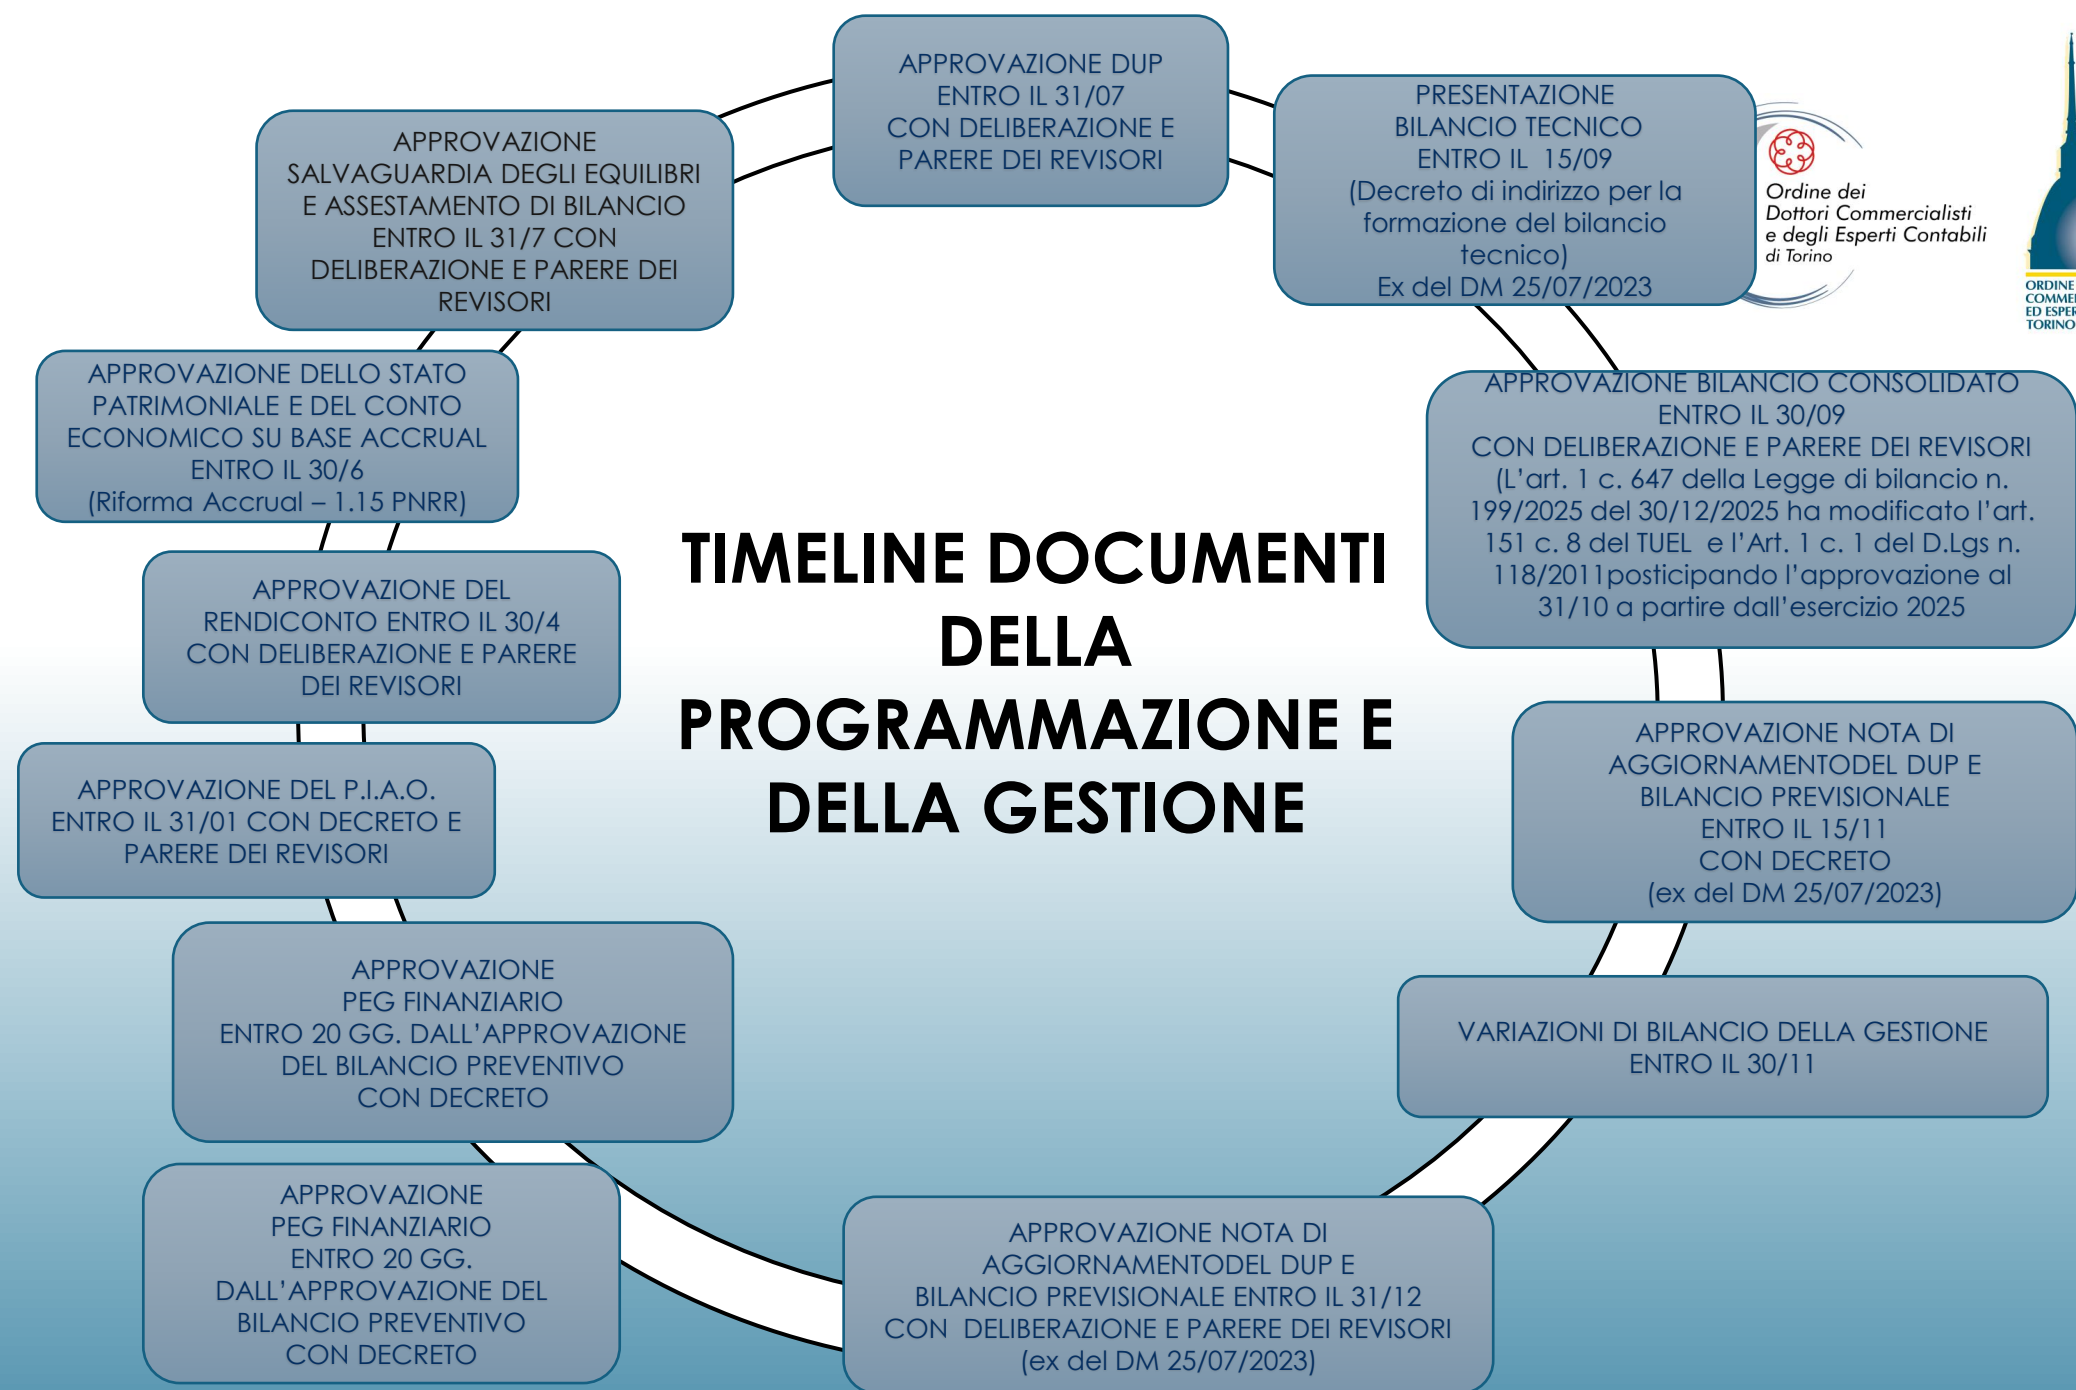 APPROVAZIONE DUP
ENTRO IL 31/07
CON DELIBERAZIONE E
PARERE DEI REVISORI
PRESENTAZIONE
BILANCIO TECNICO
ENTRO IL 15/09
(Decreto di indirizzo per la
formazione del bilancio
tecnico)
Ex del DM 25/07/2023
Ordine dei
Dottori Commercialisti
e degli Esperti Contabili
di Torino
ORDINE
TORINO
APPROVAZIONE BILANCIO CONSOLIDATO
ENTRO IL 30/09
CON DELIBERAZIONE E PARERE DEI REVISORI
(L’art. 1 c. 647 della Legge di bilancio n.
199/2025 del 30/12/2025 ha modificato l’art.
151 c. 8 del TUEL e l’Art. 1 c. 1 del D.Lgs n.
118/2011posticipando l’approvazione al
31/10 a partire dall’esercizio 2025
APPROVAZIONE NOTA DI
AGGIORNAMENTODEL DUP E
BILANCIO PREVISIONALE
ENTRO IL 15/11
CON DECRETO
(ex del DM 25/07/2023)
VARIAZIONI DI BILANCIO DELLA GESTIONE
ENTRO IL 30/11
APPROVAZIONE NOTA DI
AGGIORNAMENTODEL DUP E
BILANCIO PREVISIONALE ENTRO IL 31/12
CON DELIBERAZIONE E PARERE DEI REVISORI
(ex del DM 25/07/2023)
APPROVAZIONE
PEG FINANZIARIO
ENTRO 20 GG.
DALL’APPROVAZIONE DEL
BILANCIO PREVENTIVO
CON DECRETO
APPROVAZIONE
PEG FINANZIARIO
ENTRO 20 GG. DALL’APPROVAZIONE
DEL BILANCIO PREVENTIVO
CON DECRETO
APPROVAZIONE DEL P.I.A.O.
ENTRO IL 31/01 CON DECRETO E
PARERE DEI REVISORI
APPROVAZIONE DEL
RENDICONTO ENTRO IL 30/4
CON DELIBERAZIONE E PARERE
DEI REVISORI
APPROVAZIONE DELLO STATO
PATRIMONIALE E DEL CONTO
ECONOMICO SU BASE ACCRUAL
ENTRO IL 30/6
(Riforma Accrual – 1.15 PNRR)
APPROVAZIONE
SALVAGUARDIA DEGLI EQUILIBRI
E ASSESTAMENTO DI BILANCIO
ENTRO IL 31/7 CON
DELIBERAZIONE E PARERE DEI
REVISORI
TIMELINE DOCUMENTI
DELLA
PROGRAMMAZIONE E
DELLA GESTIONE